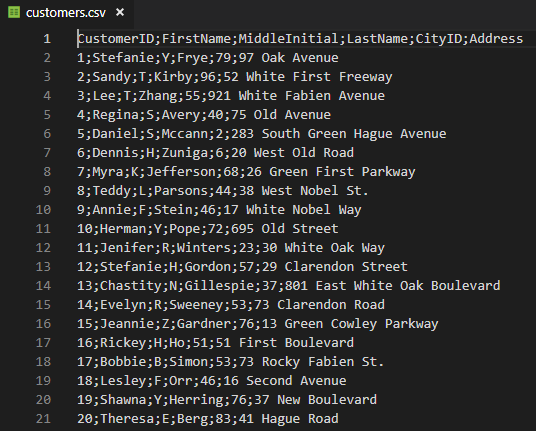 customers.csv
1 CustomerID;FirstName;MiddleInitial;LastName;CityID;Address
2 1;Stefanie;Y;Frye;79;97 Oak Avenue
3 2;Sandy;T;Kirby;96;52 White First Freeway
4 3;Lee;T;Zhang;55;921 White Fabien Avenue
5 4;Regina;S;Avery;40;75 Old Avenue
6 5;Daniel;S;Mccann;2;283 South Green Hague Avenue
7 6;Dennis;H;Zuniga;6;20 West Old Road
8 7;Myra;K;Jefferson;68;26 Green First Parkway
9 8;Teddy;L;Parsons;44;38 West Nobel St.
10 9;Annie;F;Stein;46;17 White Nobel Way
11 10;Herman;Y;Pope;72;695 Old Street
12 11;Jenifer;R;Winters;23;30 White Oak Way
13 12;Stefanie;H;Gordon;57;29 Clarendon Street
14 13;Chastity;N;Gillespie;37;801 East White Oak Boulevard
15 14;Evelyn;R;Sweeney;53;73 Clarendon Road
16 15;Jeannie;Z;Gardner;76;13 Green Cowley Parkway
17 16;Rickey;H;Ho;51;51 First Boulevard
18 17;Bobbie;B;Simon;53;73 Rocky Fabien St.
19 18;Lesley;F;Orr;46;16 Second Avenue
20 19;Shawna;Y;Herring;76;37 New Boulevard
21 20;Theresa;E;Berg;83;41 Hague Road